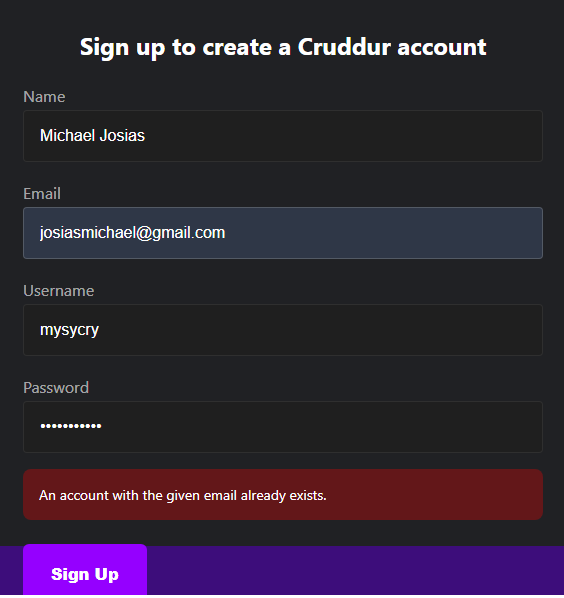 Sign up to create a Cruddur account
Name
Michael Josias
Email
josiasmichael@gmail.com
Username
mysycry
Password
•••••••••••
An account with the given email already exists.
Sign Up